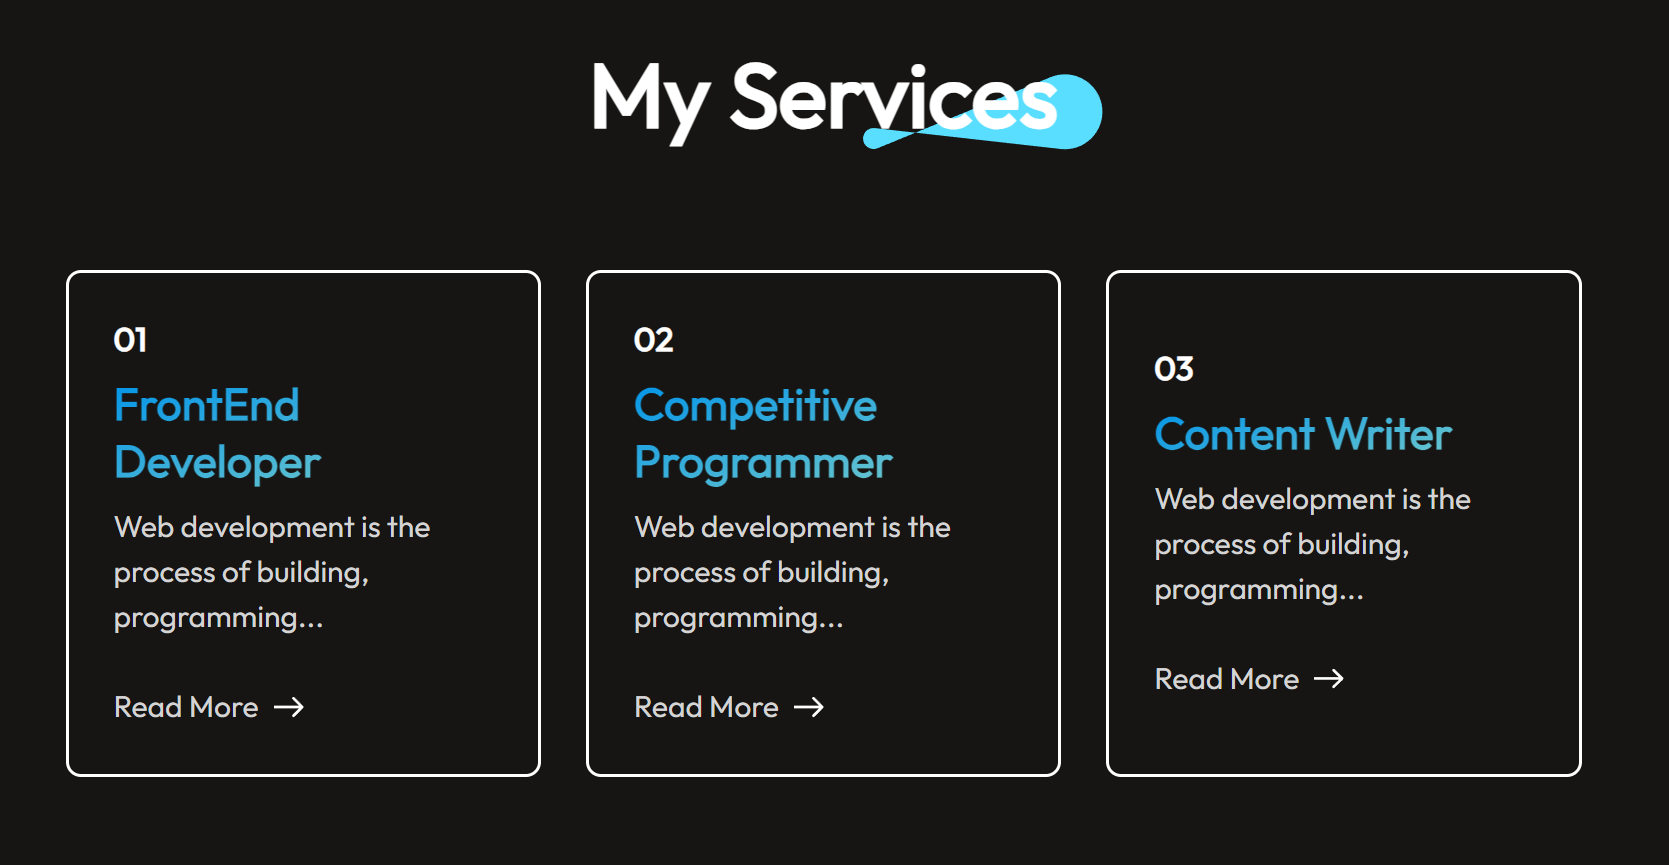 My Services
01
FrontEnd
Developer
Web development is the
process of building,
programming...
Read More
02
Competitive
Programmer
Web development is the
process of building,
programming...
Read More
03
Content Writer
Web development is the
process of building,
programming...
Read More